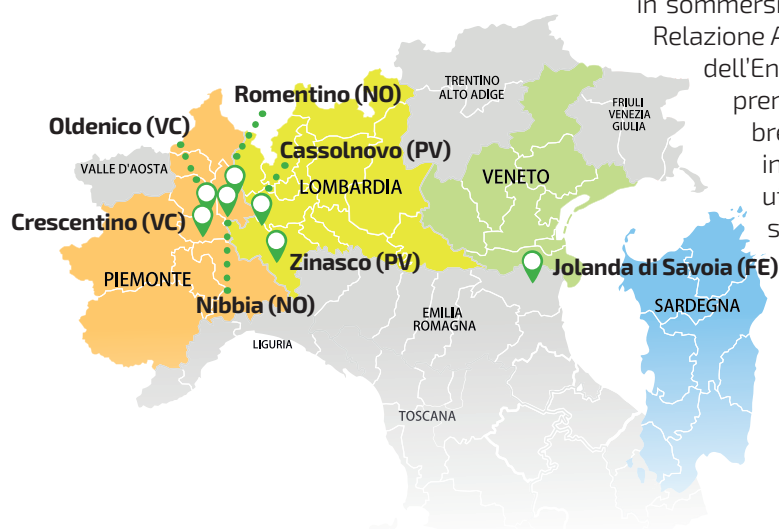 in sommersi
Relazione A
dell'En
pren
bre
in
ut
s
TRENTINO
ALTO ADIGE
FRIULI
VENEZIA
GIULIA
Romentino (NO)
Oldenico (VC)
Cassolnovo (PV)
VALLE D'AOSTA
LOMBARDIA
VENETO
Crescentino (VC)
Zinasco (PV)
Jolanda di Savoia (FE)
PIEMONTE
Nibbia (NO)
SARDEGNA
EMILIA
ROMAGNA
LIGURIA
TOSCANA